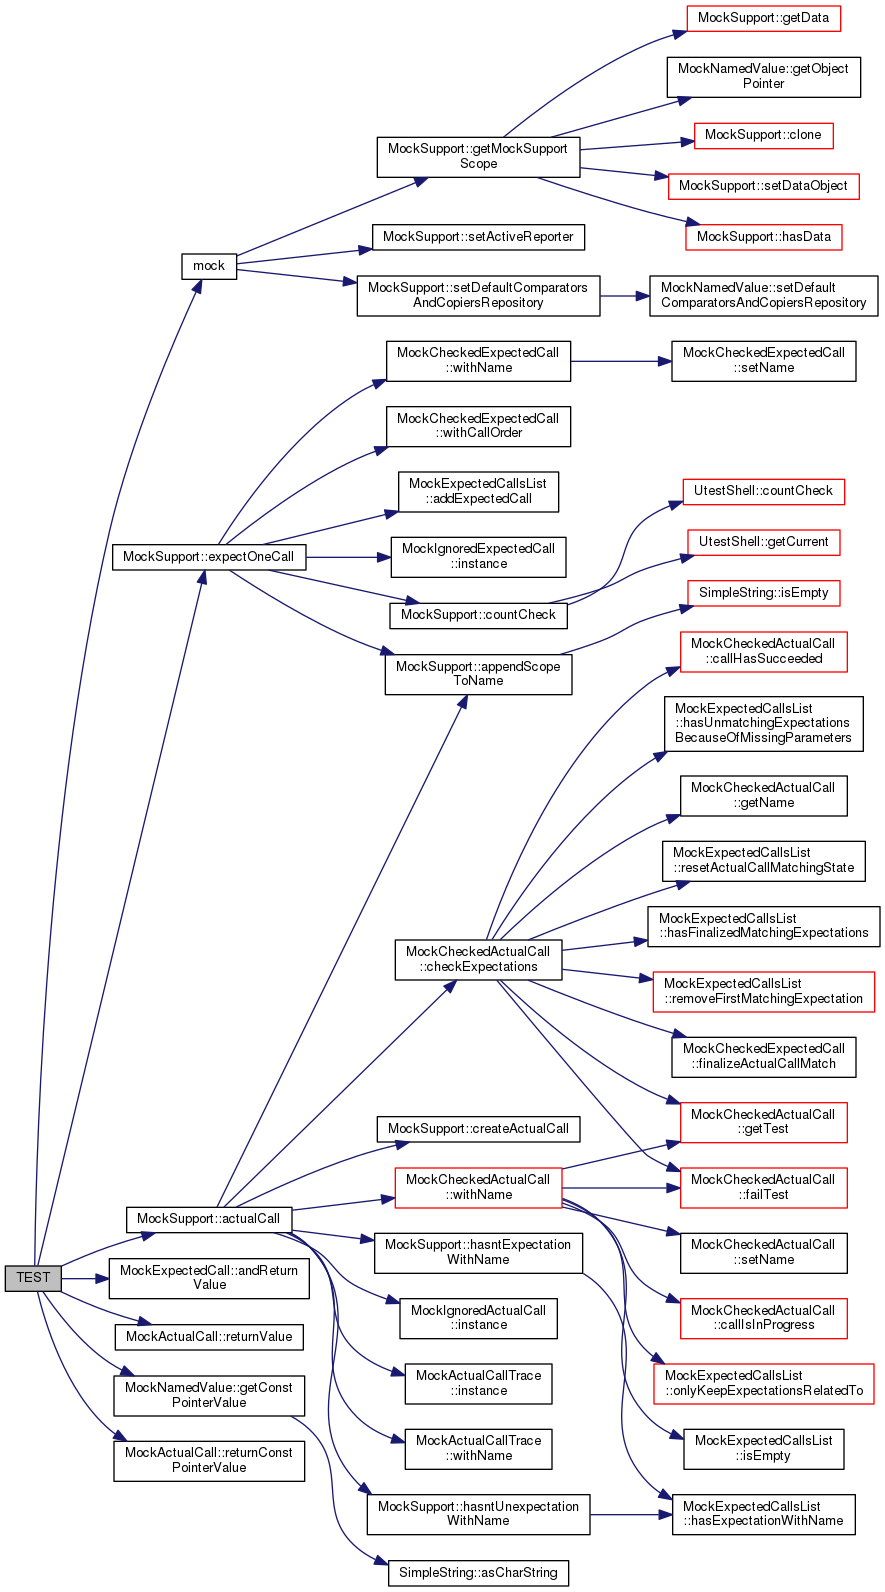 MockSupport::getData
MockNamedValue::getObject
Pointer
MockSupport::getMockSupport
Scope
MockSupport::clone
MockSupport::setDataObject
MockSupport::hasData
MockSupport::setActiveReporter
mock
MockSupport::setDefaultComparators
AndCopiersRepository
MockNamedValue::setDefault
ComparatorsAndCopiersRepository
MockCheckedExpectedCall
::withName
MockCheckedExpectedCall
::setName
MockCheckedExpectedCall
::withCallOrder
MockExpectedCallsList
::addExpectedCall
UtestShell::countCheck
MockSupport::expectOneCall
MockIgnoredExpectedCall
::instance
UtestShell::getCurrent
MockSupport::countCheck
SimpleString::isEmpty
MockSupport::appendScope
ToName
MockCheckedActualCall
::callHasSucceeded
MockExpectedCallsList
::hasUnmatchingExpectations
BecauseOfMissingParameters
MockCheckedActualCall
::getName
MockExpectedCallsList
::resetActualCallMatchingState
MockExpectedCallsList
::hasFinalizedMatchingExpectations
MockCheckedActualCall
::checkExpectations
MockExpectedCallsList
::removeFirstMatchingExpectation
MockCheckedExpectedCall
::finalizeActualCallMatch
MockCheckedActualCall
::getTest
MockSupport::createActualCall
MockCheckedActualCall
::withName
MockCheckedActualCall
::failTest
MockSupport::actualCall
MockSupport::hasntExpectation
WithName
MockCheckedActualCall
::setName
TEST
MockExpectedCall::andReturn
Value
MockIgnoredActualCall
::instance
MockCheckedActualCall
::callIsInProgress
MockActualCall::returnValue
MockActualCallTrace
::instance
MockExpectedCallsList
::onlyKeepExpectationsRelatedTo
MockNamedValue::getConst
PointerValue
MockActualCallTrace
::withName
MockExpectedCallsList
::isEmpty
MockActualCall::returnConst
PointerValue
MockSupport::hasntUnexpectation
WithName
MockExpectedCallsList
::hasExpectationWithName
SimpleString::asCharString